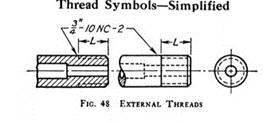 Thread Symbols—Simplified
3/4"-10NC-2
L
L
FIG. 48 EXTERNAL THREADS